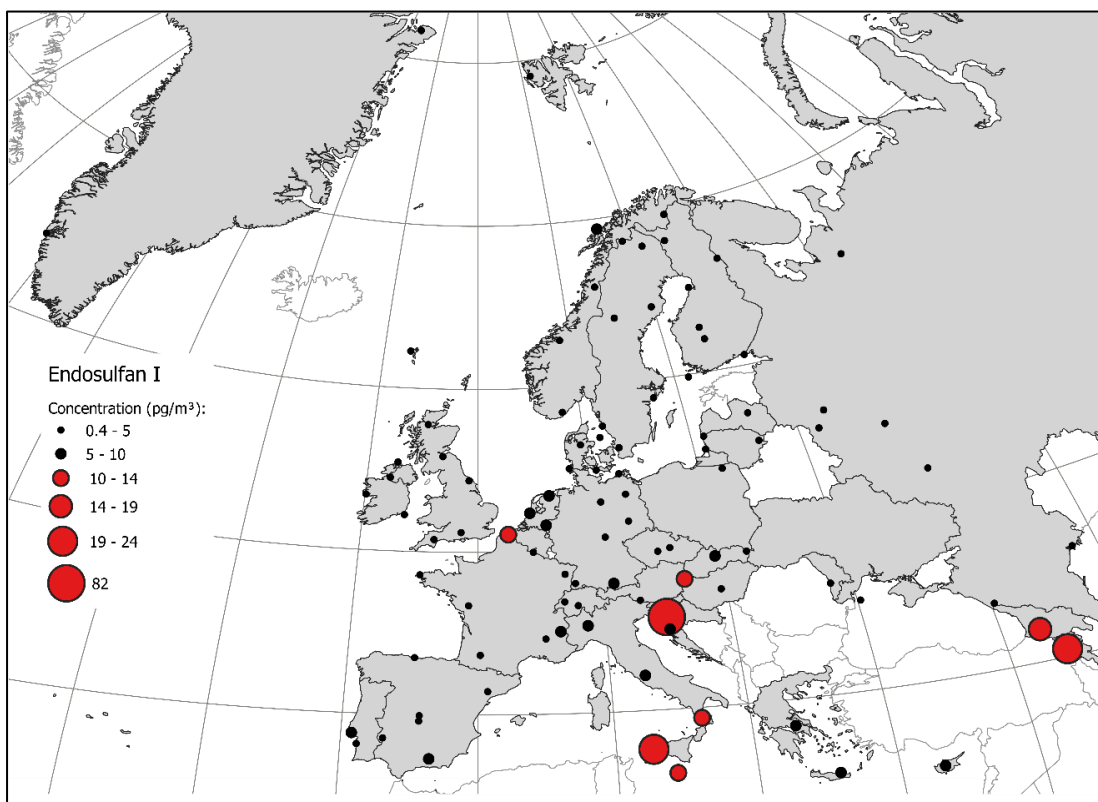 Endosulfan I
Concentration (pg/m³):
0.4 - 5
5 - 10
10 - 14
14 - 19
19 - 24
82